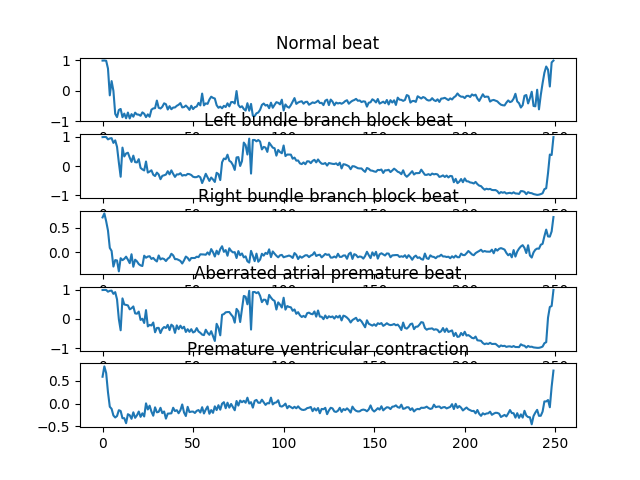 Normal beat
1
0
−1
Left bundle branch block beat
1
0
−1
Right bundle branch block beat
0.5
0.0
Aberrated atrial premature beat
1
0
−1
Premature ventricular contraction
0.5
0.0
−0.5
0 50 100 150 200 250